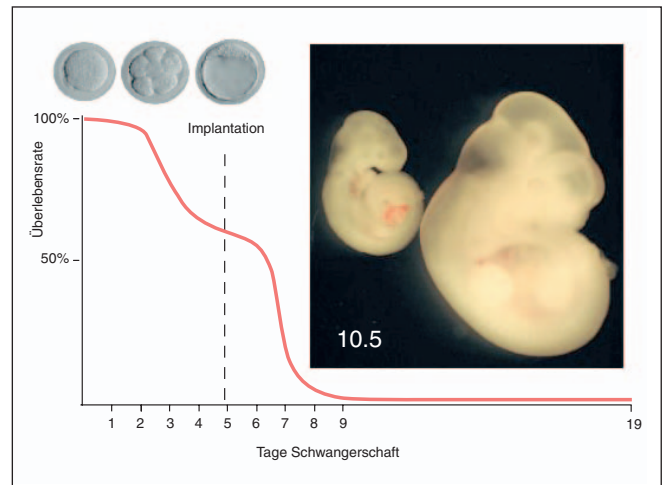 100%
Implantation
Überlebensrate
50%
10.5
1 2 3 4 5 6 7 8 9 19
Tage Schwangerschaft